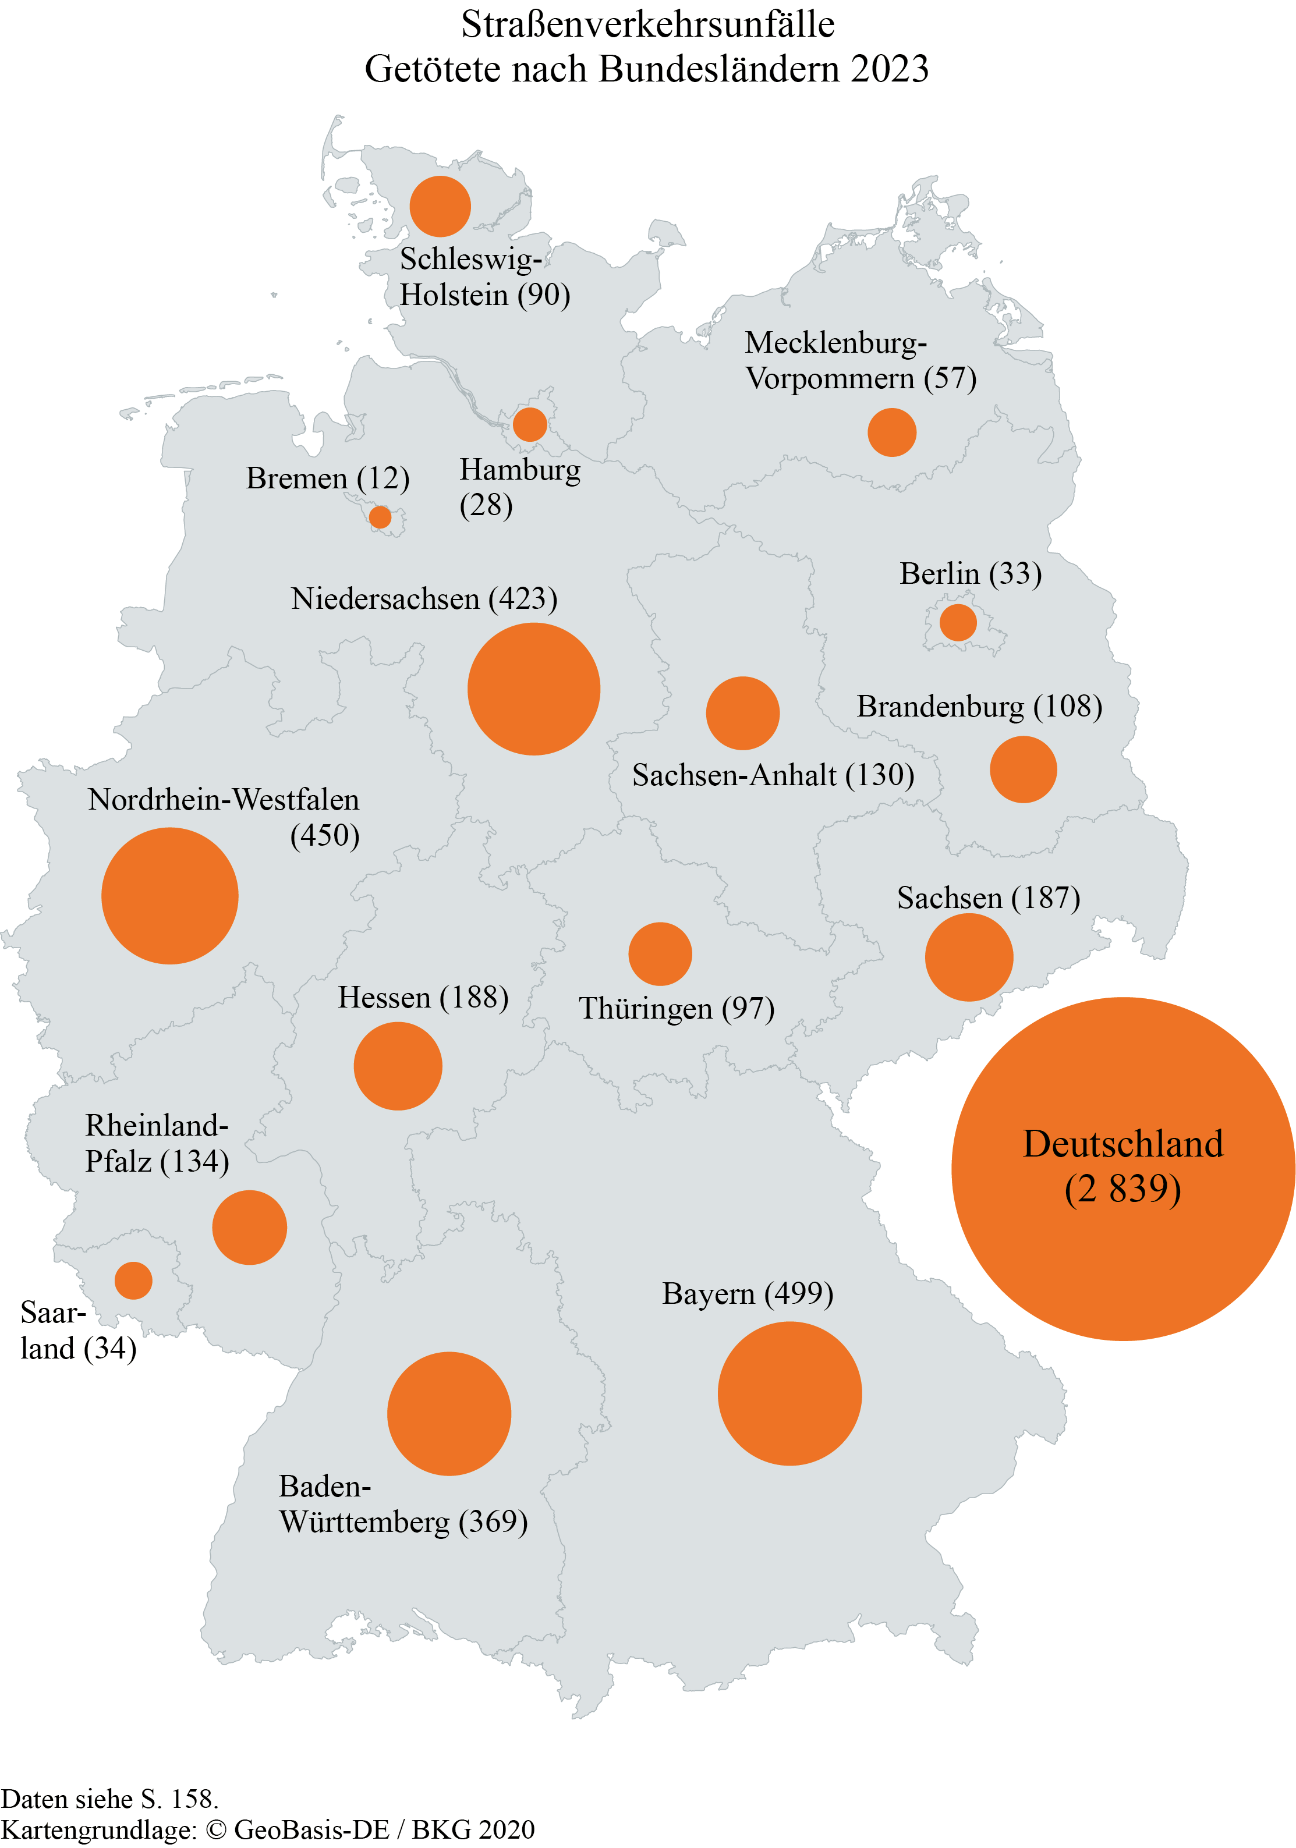 Straßenverkehrsunfälle
Getötete nach Bundesländern 2023
Schleswig-
Holstein (90)
Mecklenburg-
Vorpommern (57)
Hamburg
(28)
Bremen (12)
Berlin (33)
Niedersachsen (423)
Brandenburg (108)
Sachsen-Anhalt (130)
Nordrhein-Westfalen
(450)
Sachsen (187)
Hessen (188)
Thüringen (97)
Rheinland-
Pfalz (134)
Deutschland
(2 839)
Saar-
land (34)
Bayern (499)
Baden-
Württemberg (369)
Daten siehe S. 158.
Kartengrundlage: © GeoBasis-DE / BKG 2020